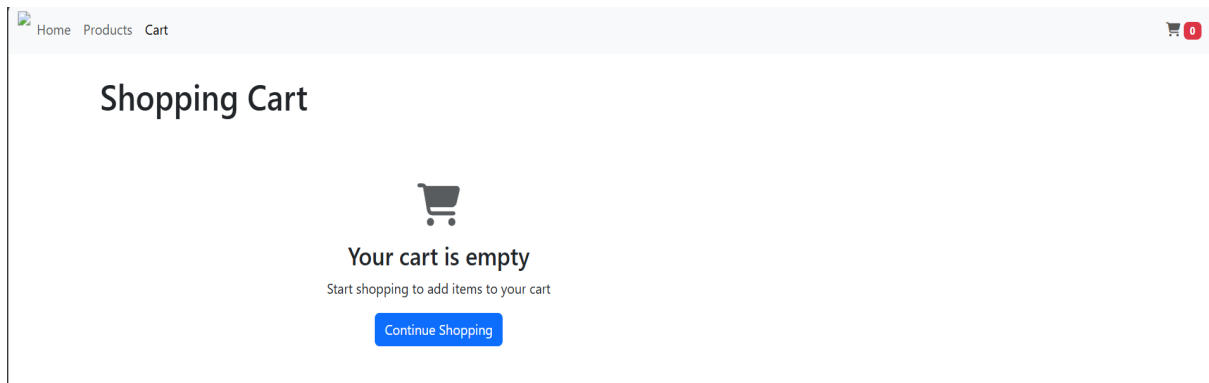 Home Products Cart 0
Shopping Cart
Your cart is empty
Start shopping to add items to your cart
Continue Shopping